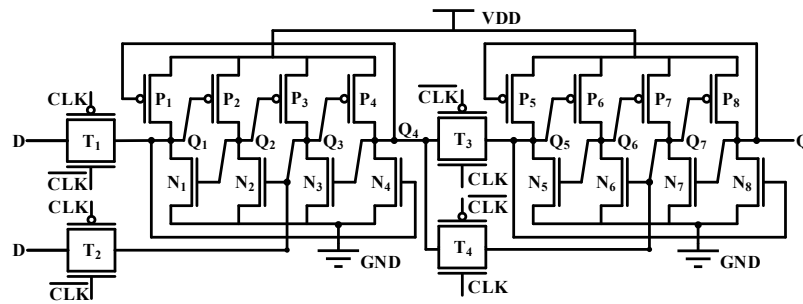 VDD
CLK
P₁ P₂ P₃ P₄
CLK
P₅ P₆ P₇ P₈
D T₁ Q₁ Q₂ Q₃ Q₄ T₃ Q₅ Q₆ Q₇ Q
CLK
N₁ N₂ N₃ N₄
CLK
N₅ N₆ N₇ N₈
CLK
CLK
D T₂
T₄
GND
GND
CLK
CLK